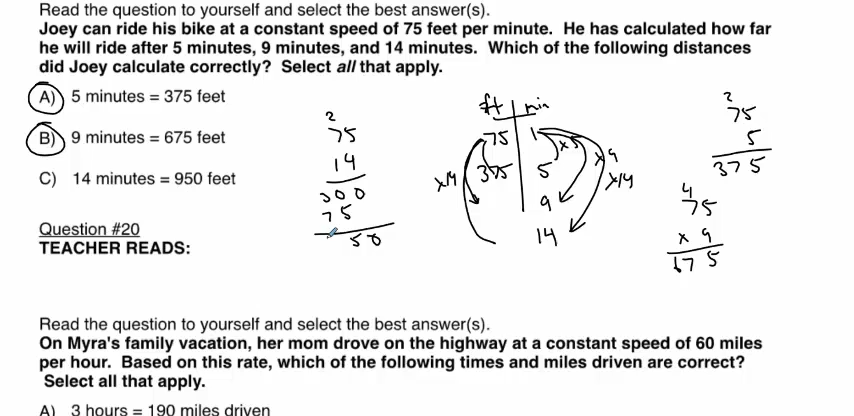 Read the question to yourself and select the best answer(s).
Joey can ride his bike at a constant speed of 75 feet per minute.  He has calculated how far
he will ride after 5 minutes, 9 minutes, and 14 minutes.  Which of the following distances
did Joey calculate correctly?  Select all that apply.
A)  5 minutes = 375 feet
B)  9 minutes = 675 feet
C)  14 minutes = 950 feet
2
75
14
300
75
50
ft min
75 1
375 5
9
14
x5
x9
x14
x14
2
75
5
375
4
75
x 9
675
Question #20
TEACHER READS:
Read the question to yourself and select the best answer(s).
On Myra's family vacation, her mom drove on the highway at a constant speed of 60 miles
per hour.  Based on this rate, which of the following times and miles driven are correct?
Select all that apply.
A)  3 hours = 190 miles driven